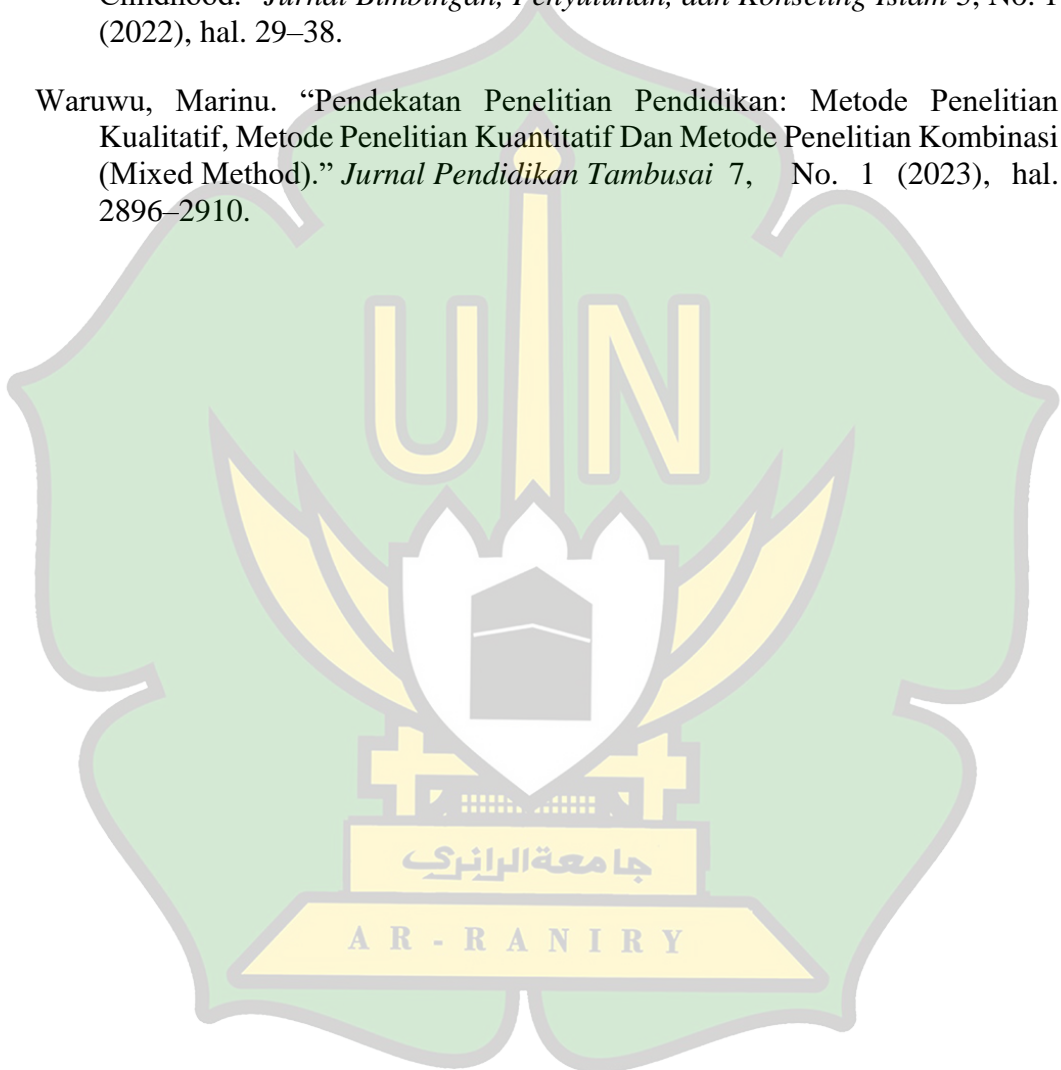 Childhood." Jurnal Bimbingan, Penyuluhan, dan Konseling Islam 5, No. 1
(2022), hal. 29–38.
Waruwu, Marinu. “Pendekatan Penelitian Pendidikan: Metode Penelitian
Kualitatif, Metode Penelitian Kuantitatif Dan Metode Penelitian Kombinasi
(Mixed Method).” Jurnal Pendidikan Tambusai 7, No. 1 (2023), hal.
2896–2910.
UIN
جامعة الرانري
AR-RANIRY